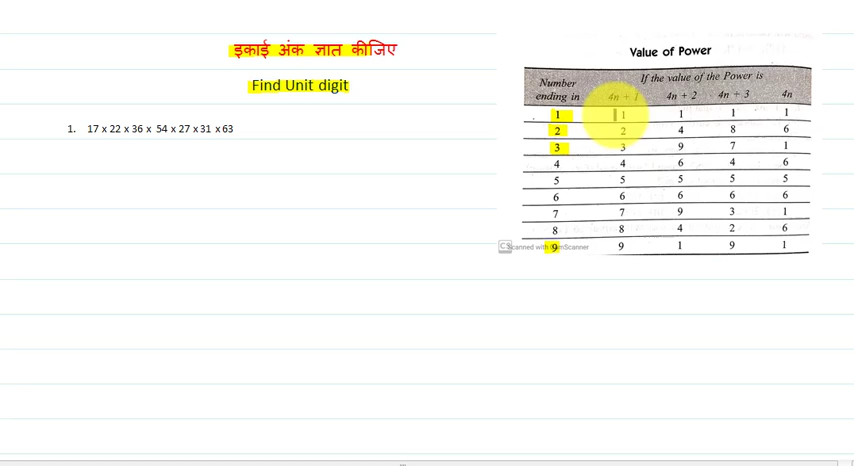 इकाई अंक ज्ञात कीजिए
Find Unit digit
1. 17 x 22 x 36 x 54 x 27 x 31 x 63
Value of Power
Number ending in If the value of the Power is
4n + 1 4n + 2 4n + 3 4n
1 1 1 1 1
2 2 4 8 6
3 3 9 7 1
4 4 6 4 6
5 5 5 5 5
6 6 6 6 6
7 7 9 3 1
8 8 4 2 6
9 9 1 9 1
CS Scanned with CamScanner